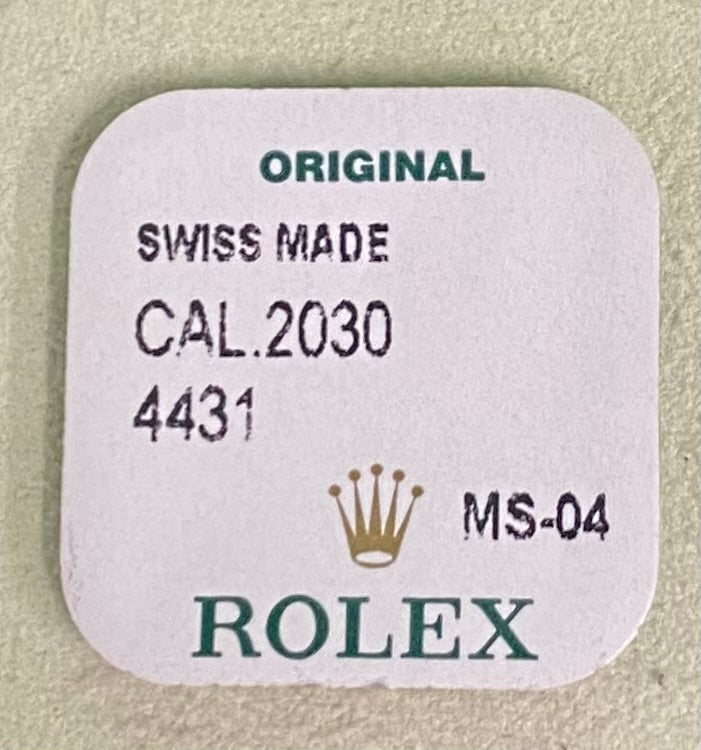 ORIGINAL
SWISS MADE
CAL.2030
4431
MS-04
ROLEX